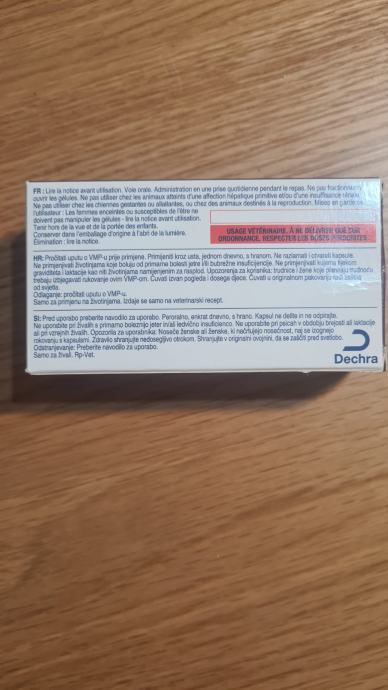 FR : Lire la notice avant utilisation. Voie orale. Administration en une prise quotidienne pendant le repas. Ne pas fractionner ni
ouvrir les gélules. Ne pas utiliser chez les animaux atteints d'une affection hépatique primitive et/ou d'une insuffisance rénale.
Ne pas utiliser chez les chiennes gestantes ou allaitantes, ou chez des animaux destinés à la reproduction. Mises en garde de
l'utilisateur : Les femmes enceintes ou susceptibles de l'être ne
doivent pas manipuler les gélules - lire la notice avant utilisation.
Tenir hors de la vue et de la portée des enfants.
Conserver dans l'emballage d'origine à l'abri de la lumière.
Élimination : lire la notice.
USAGE VÉTÉRINAIRE. À NE DÉLIVRER QUE SUR
ORDONNANCE. RESPECTER LES DOSES PRESCRITES
HR: Pročitati uputu o VMP-u prije primjene. Primijeniti kroz usta, jednom dnevno, s hranom. Ne razlamati i otvarati kapsule.
Ne primjenjivati životinjama koje boluju od primarne bolesti jetre i/ili bubrežne insuficijencije. Ne primjenjivati kujama tijekom
graviditeta i laktacije kao niti životinjama namijenjenim za rasplod. Upozorenja za korisnika: trudnice i žene koje planiraju trudnoću
trebaju izbjegavati rukovanje ovim VMP-om. Čuvati izvan pogleda i dosega djece. Čuvati u originalnom pakovanju radi zaštite
od svjetla.
Odlaganje: pročitati uputu o VMP-u.
Samo za primjenu na životinjama. Izdaje se samo na veterinarski recept.
SI: Pred uporabo preberite navodilo za uporabo. Peroralno, enkrat dnevno, s hrano. Kapsul ne delite in ne odpirajte.
Ne uporabite pri živalih s primarno boleznijo jeter in/ali ledvično insuficienco. Ne uporabite pri psicah v obdobju brejosti ali laktacije
ali pri vzrejnih živalih. Opozorila za uporabnika: Noseče ženske ali ženske, ki načrtujejo nosečnost, naj se izognejo
rokovanju s kapsulami. Zdravilo shranjujte nedosegljivo otrokom. Shranjujte v originalni ovojnini, da se zaščiti pred svetlobo.
Odstranjevanje: Preberite navodilo za uporabo.
Samo za živali. Rp-Vet.
Dechra